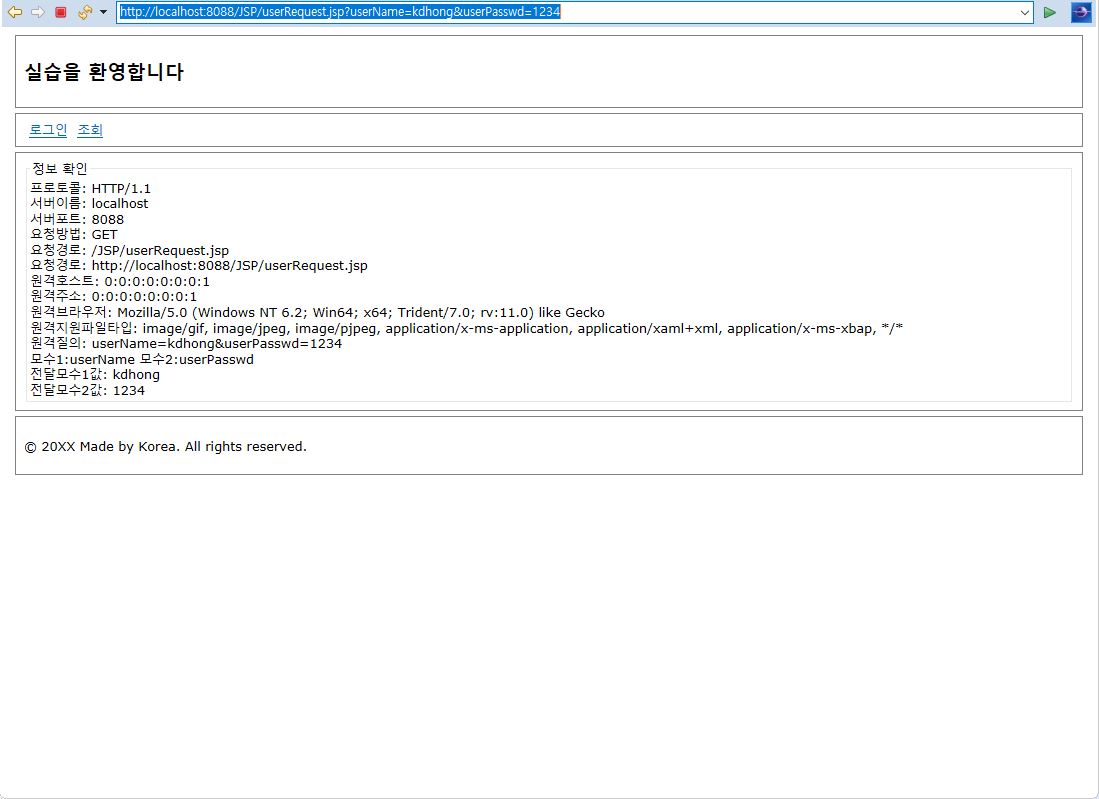 http://localhost:8088/JSP/userRequest.jsp?userName=kdhong&userPasswd=1234
실습을 환영합니다
로그인 조회
정보 확인
프로토콜: HTTP/1.1
서버이름: localhost
서버포트: 8088
요청방법: GET
요청경로: /JSP/userRequest.jsp
요청경로: http://localhost:8088/JSP/userRequest.jsp
원격호스트: 0:0:0:0:0:0:0:1
원격주소: 0:0:0:0:0:0:0:1
원격브라우저: Mozilla/5.0 (Windows NT 6.2; Win64; x64; Trident/7.0; rv:11.0) like Gecko
원격지원파일타입: image/gif, image/jpeg, image/pjpeg, application/x-ms-application, application/xaml+xml, application/x-ms-xbap, */*
원격질의: userName=kdhong&userPasswd=1234
모수1:userName 모수2:userPasswd
전달모수1값: kdhong
전달모수2값: 1234
© 20XX Made by Korea. All rights reserved.